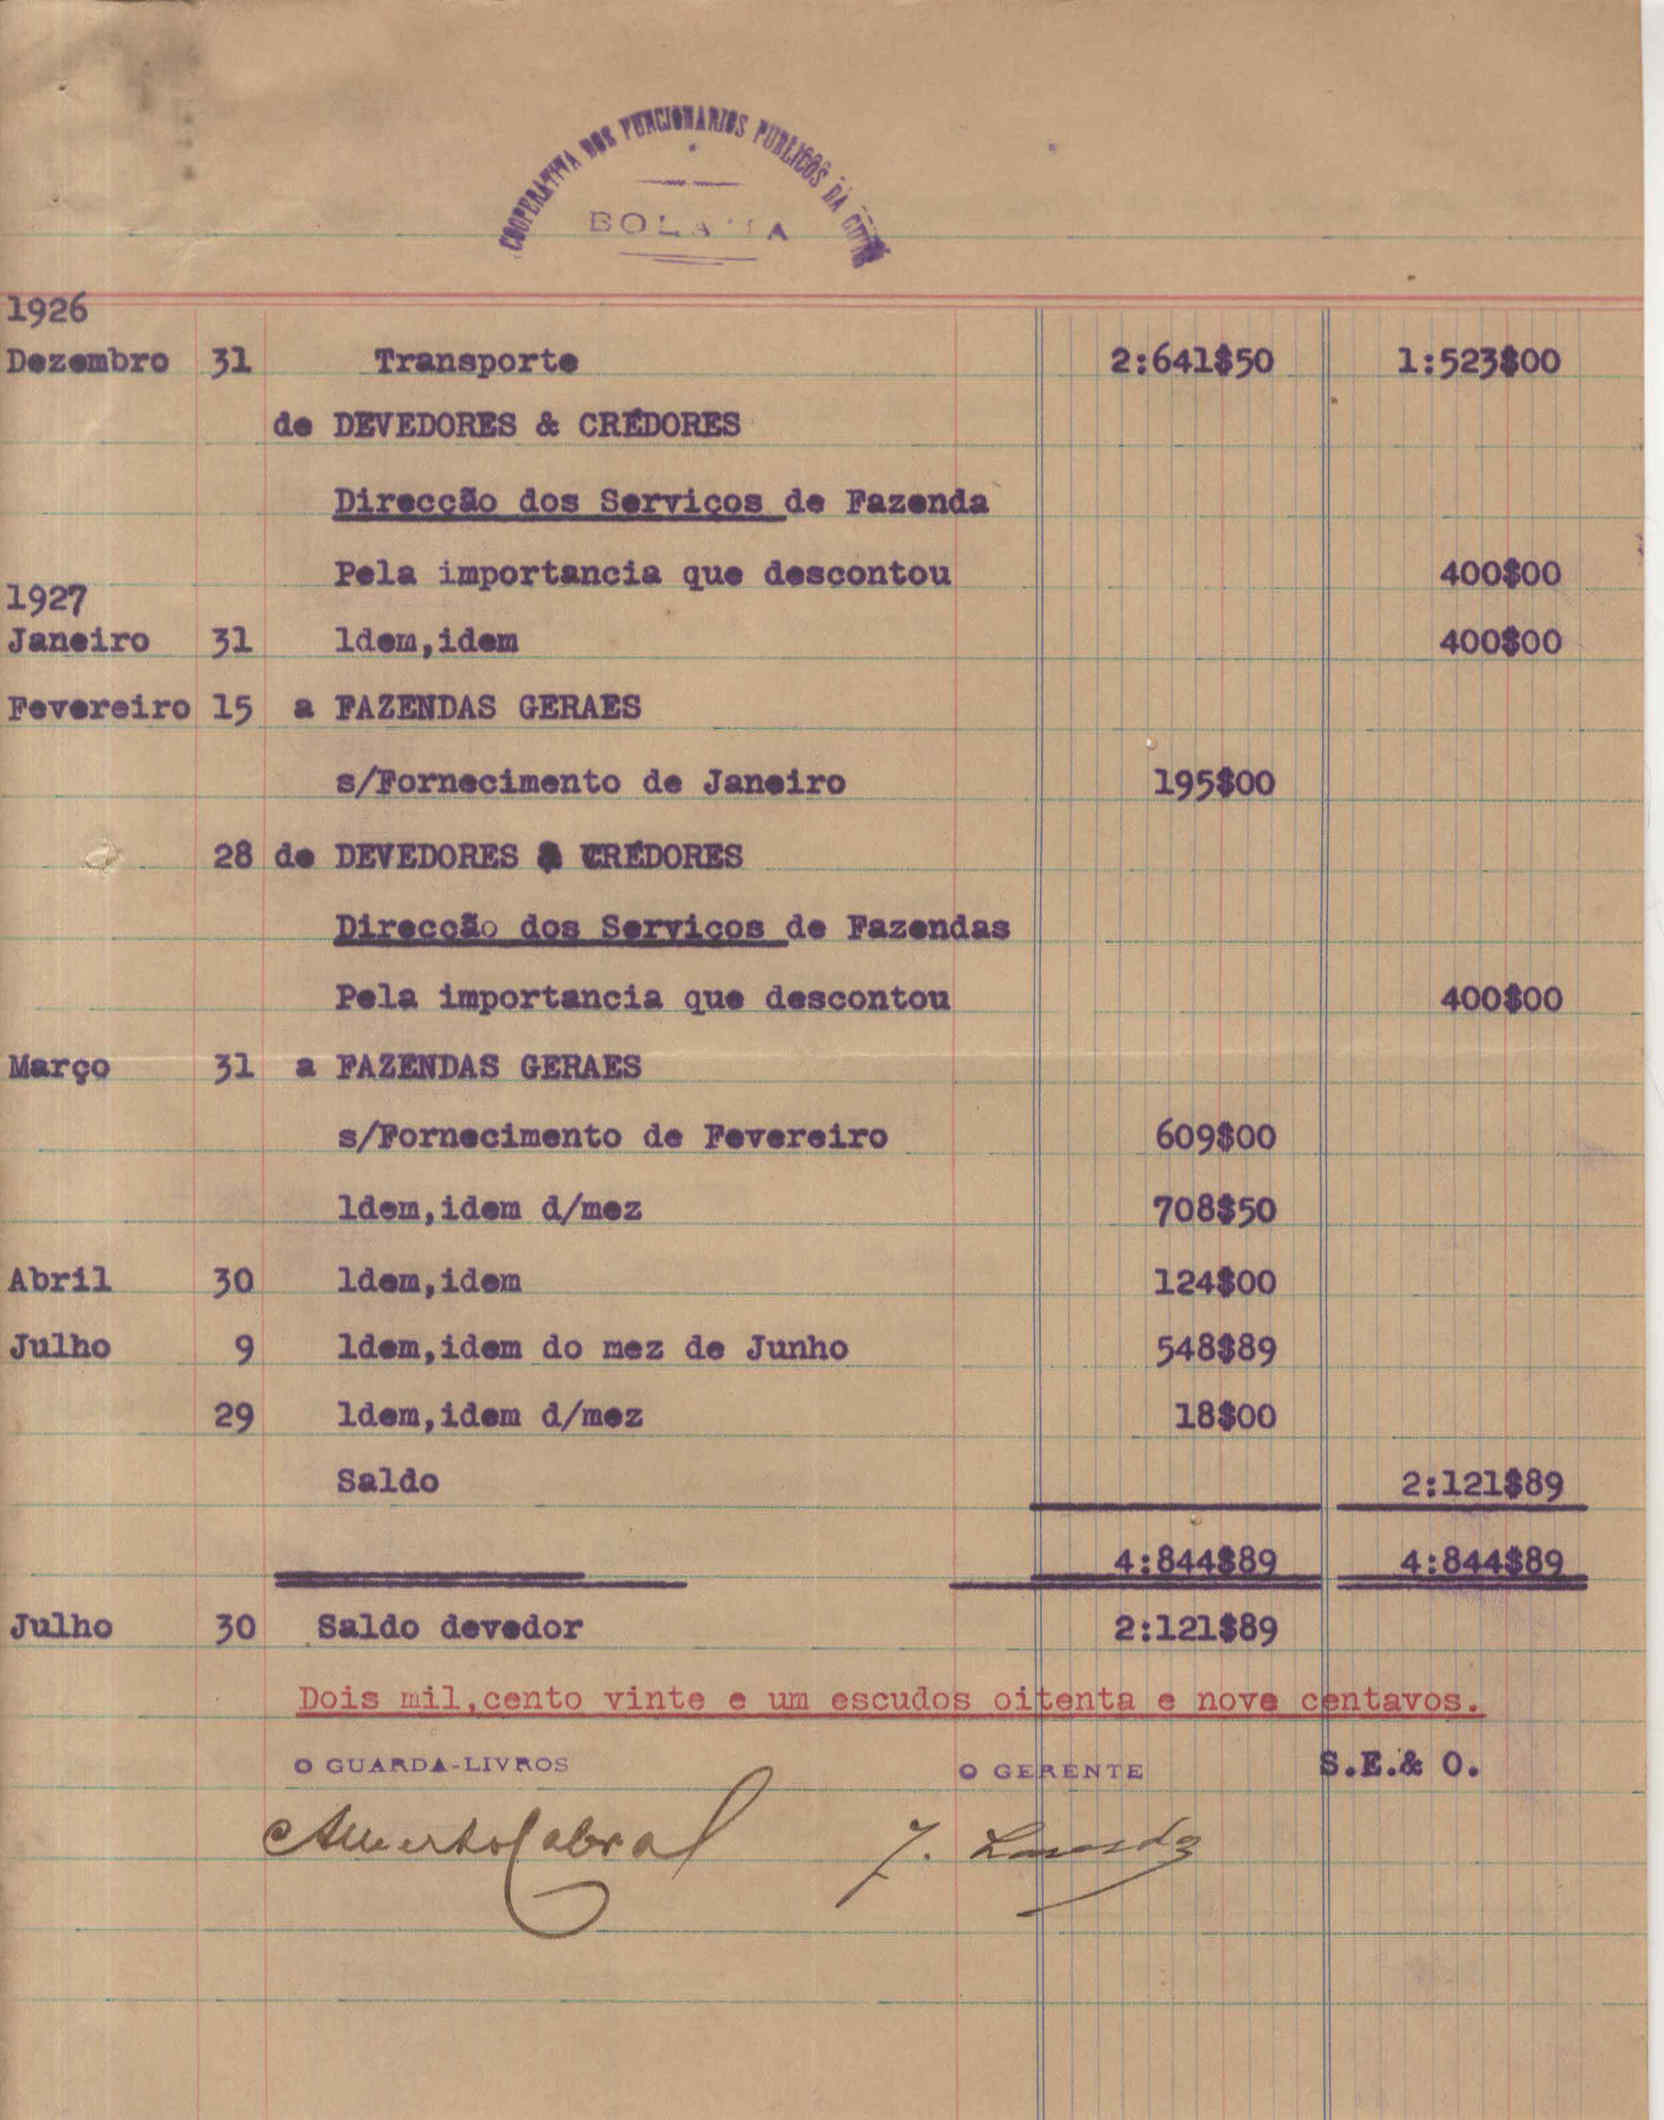 COOPERATIVA DOS FUNCIONARIOS PUBLICOS DA GUINÉ
BOLAMA
1926
Dezembro 31 Transporte 2:641$50 1:523$00
de DEVEDORES & CRÉDORES
Direcção dos Serviços de Fazenda
Pela importancia que descontou 400$00
1927
Janeiro 31 ldem,idem 400$00
Fevereiro 15 a FAZENDAS GERAES
s/Fornecimento de Janeiro 195$00
28 de DEVEDORES & CRÉDORES
Direcção dos Serviços de Fazendas
Pela importancia que descontou 400$00
Março 31 a FAZENDAS GERAES
s/Fornecimento de Fevereiro 609$00
ldem,idem d/mez 708$50
Abril 30 ldem,idem 124$00
Julho 9 ldem,idem do mez de Junho 548$89
29 ldem,idem d/mez 18$00
Saldo 2:121$89
4:844$89 4:844$89
Julho 30 Saldo devedor 2:121$89
Dois mil,cento vinte e um escudos oitenta e nove centavos.
O GUARDA-LIVROS O GERENTE S.E.& O.
Cabral J.